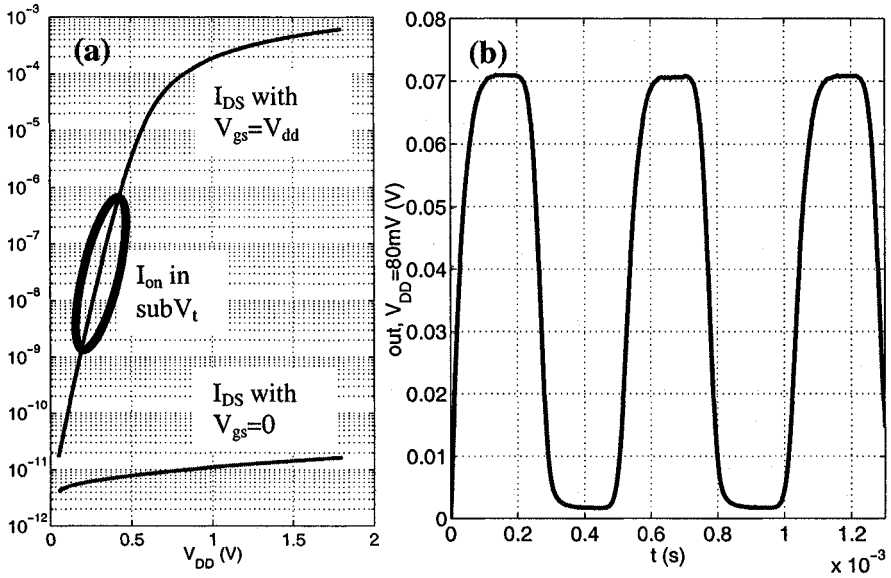 (a)
10⁻³
10⁻⁴
10⁻⁵
10⁻⁶
10⁻⁷
10⁻⁸
10⁻⁹
10⁻¹⁰
10⁻¹¹
10⁻¹²
I_DS with
V_gs=V_dd
I_on in
subV_t
I_DS with
V_gs=0
0
0.5
1
1.5
2
V_DD (V)
(b)
out, V_DD=80mV (V)
0.08
0.07
0.06
0.05
0.04
0.03
0.02
0.01
0
0
0.2
0.4
0.6
0.8
1
1.2
t (s)
x 10⁻³